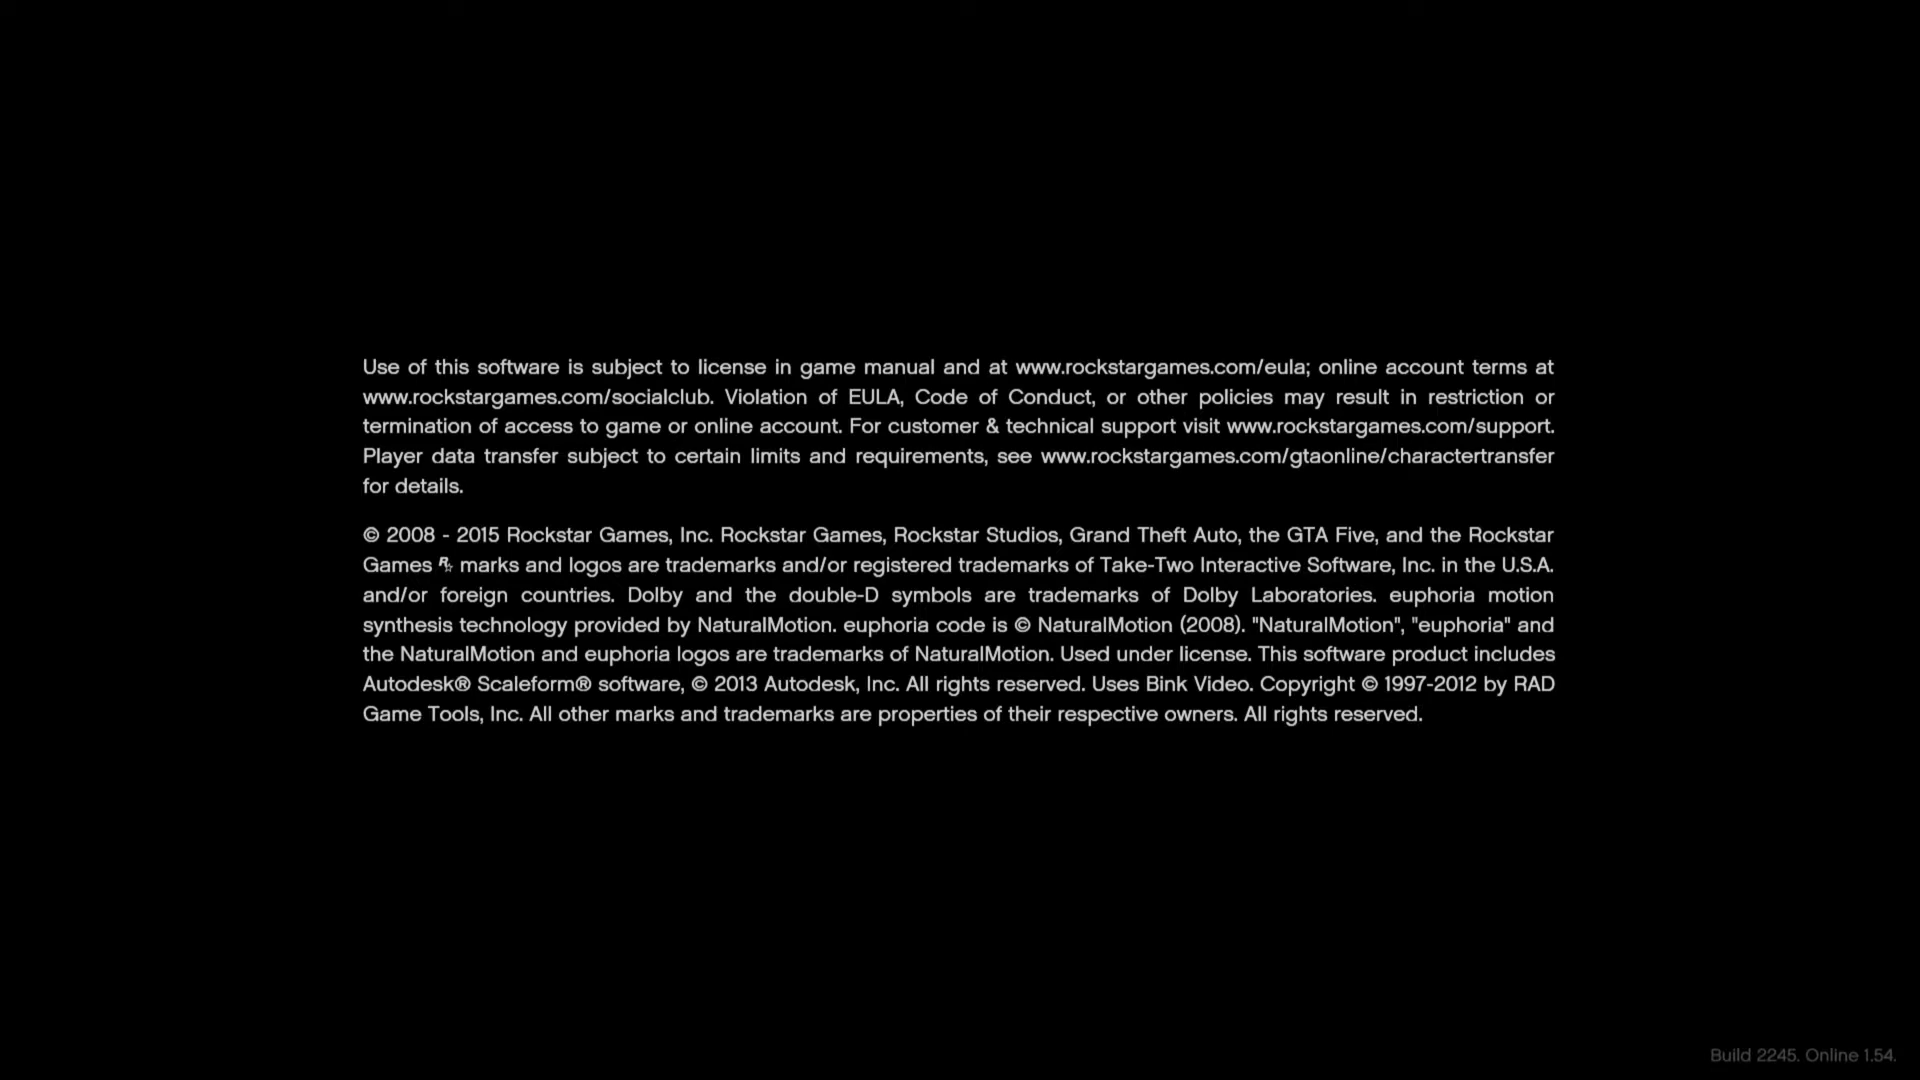 Use of this software is subject to license in game manual and at www.rockstargames.com/eula; online account terms at
www.rockstargames.com/socialclub. Violation of EULA, Code of Conduct, or other policies may result in restriction or
termination of access to game or online account. For customer & technical support visit www.rockstargames.com/support.
Player data transfer subject to certain limits and requirements, see www.rockstargames.com/gtaonline/charactertransfer
for details.
© 2008 - 2015 Rockstar Games, Inc. Rockstar Games, Rockstar Studios, Grand Theft Auto, the GTA Five, and the Rockstar
Games R* marks and logos are trademarks and/or registered trademarks of Take-Two Interactive Software, Inc. in the U.S.A.
and/or foreign countries. Dolby and the double-D symbols are trademarks of Dolby Laboratories. euphoria motion
synthesis technology provided by NaturalMotion. euphoria code is © NaturalMotion (2008). "NaturalMotion", "euphoria" and
the NaturalMotion and euphoria logos are trademarks of NaturalMotion. Used under license. This software product includes
Autodesk® Scaleform® software, © 2013 Autodesk, Inc. All rights reserved. Uses Bink Video. Copyright © 1997-2012 by RAD
Game Tools, Inc. All other marks and trademarks are properties of their respective owners. All rights reserved.
Build 2245. Online 1.54.